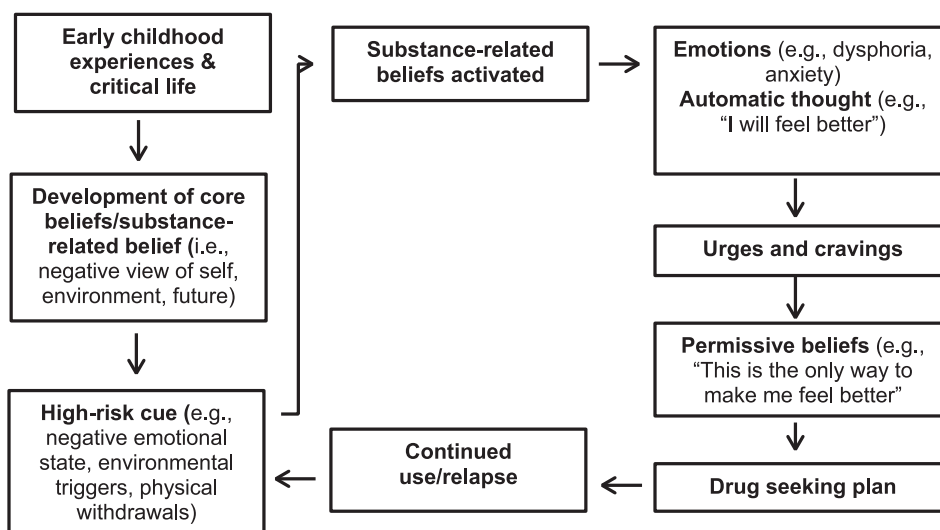 Early childhood
experiences &
critical life
Development of core
beliefs/substance-
related belief (i.e.,
negative view of self,
environment, future)
High-risk cue (e.g.,
negative emotional
state, environmental
triggers, physical
withdrawals)
Substance-related
beliefs activated
Emotions (e.g., dysphoria,
anxiety)
Automatic thought (e.g.,
“I will feel better”)
Urges and cravings
Permissive beliefs (e.g.,
“This is the only way to
make me feel better”
Drug seeking plan
Continued
use/relapse